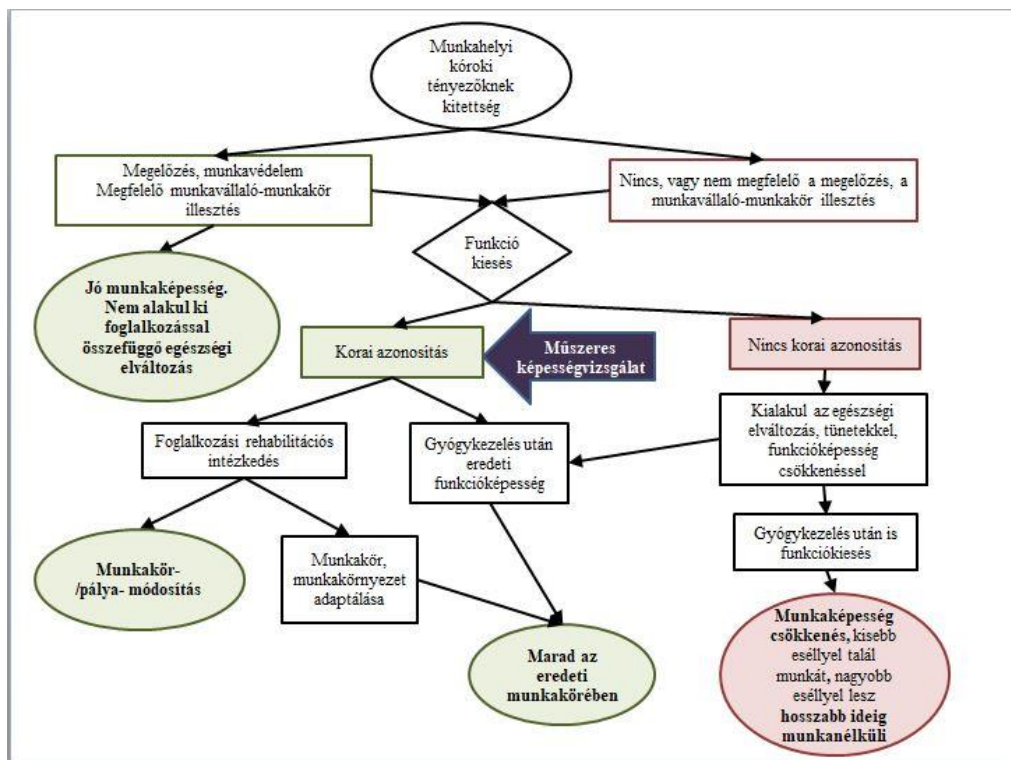 Munkahelyi
kóroki
tényezőknek
kitettség
Megelőzés, munkavédelem
Megfelelő munkavállaló-munkakör
illesztés
Nincs, vagy nem megfelelő a megelőzés, a
munkavállaló-munkakör illesztés
Funkció
kiesés
Jó munkaképesség.
Nem alakul ki
foglalkozással
összefüggő egészségi
elváltozás
Korai azonosítás
Műszeres
képességvizsgálat
Nincs korai azonosítás
Foglalkozási rehabilitációs
intézkedés
Gyógykezelés után
eredeti
funkcióképesség
Kialakul az egészségi
elváltozás, tünetekkel,
funkcióképesség
csökkenéssel
Munkakör-
/pálya- módosítás
Munkakör,
munkakörnyezet
adaptálása
Gyógykezelés után is
funkciókiesés
Marad az
eredeti
munkakörében
Munkaképesség
csökkenés, kisebb
eséllyel talál
munkát, nagyobb
eséllyel lesz
hosszabb ideig
munkanélküli